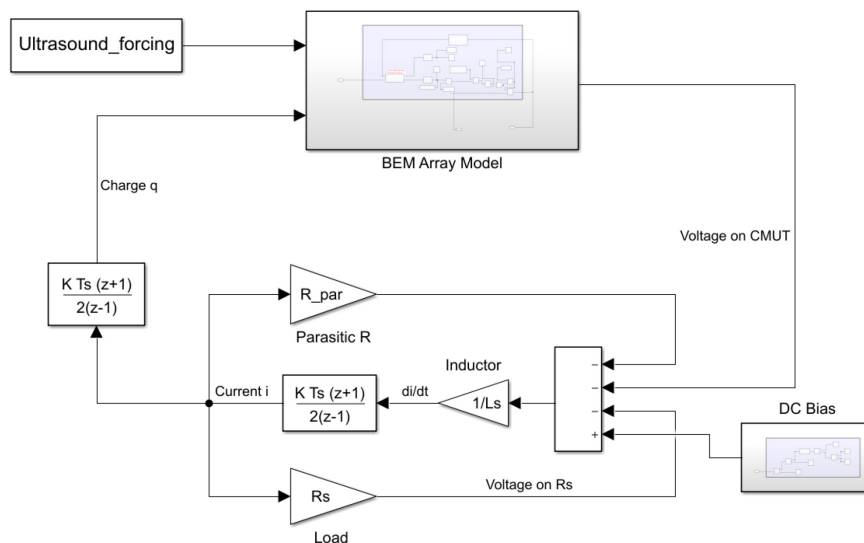 Ultrasound_forcing
BEM Array Model
Charge q
Voltage on CMUT
K Ts (z+1)
2(z-1)
R_par
Parasitic R
Inductor
Current i
K Ts (z+1)
2(z-1)
di/dt
1/Ls
−
−
−
+
DC Bias
Rs
Voltage on Rs
Load